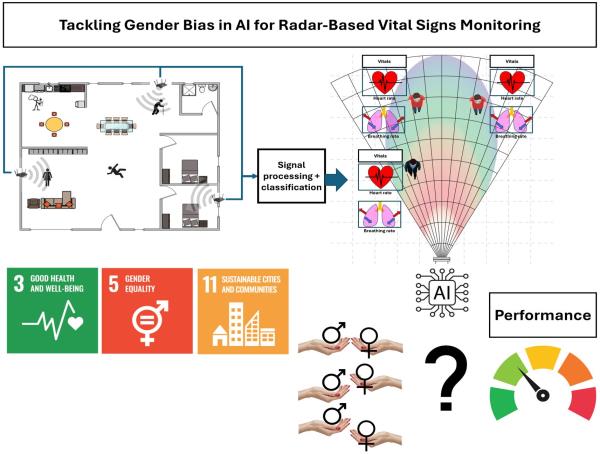 Tackling Gender Bias in AI for Radar-Based Vital Signs Monitoring
Signal
processing +
classification
Vitals
Heart rate
Breathing rate
Vitals
Heart rate
Breathing rate
Vitals
Heart rate
Breathing rate
3 GOOD HEALTH
AND WELL-BEING
5 GENDER
EQUALITY
11 SUSTAINABLE CITIES
AND COMMUNITIES
AI
Performance
?